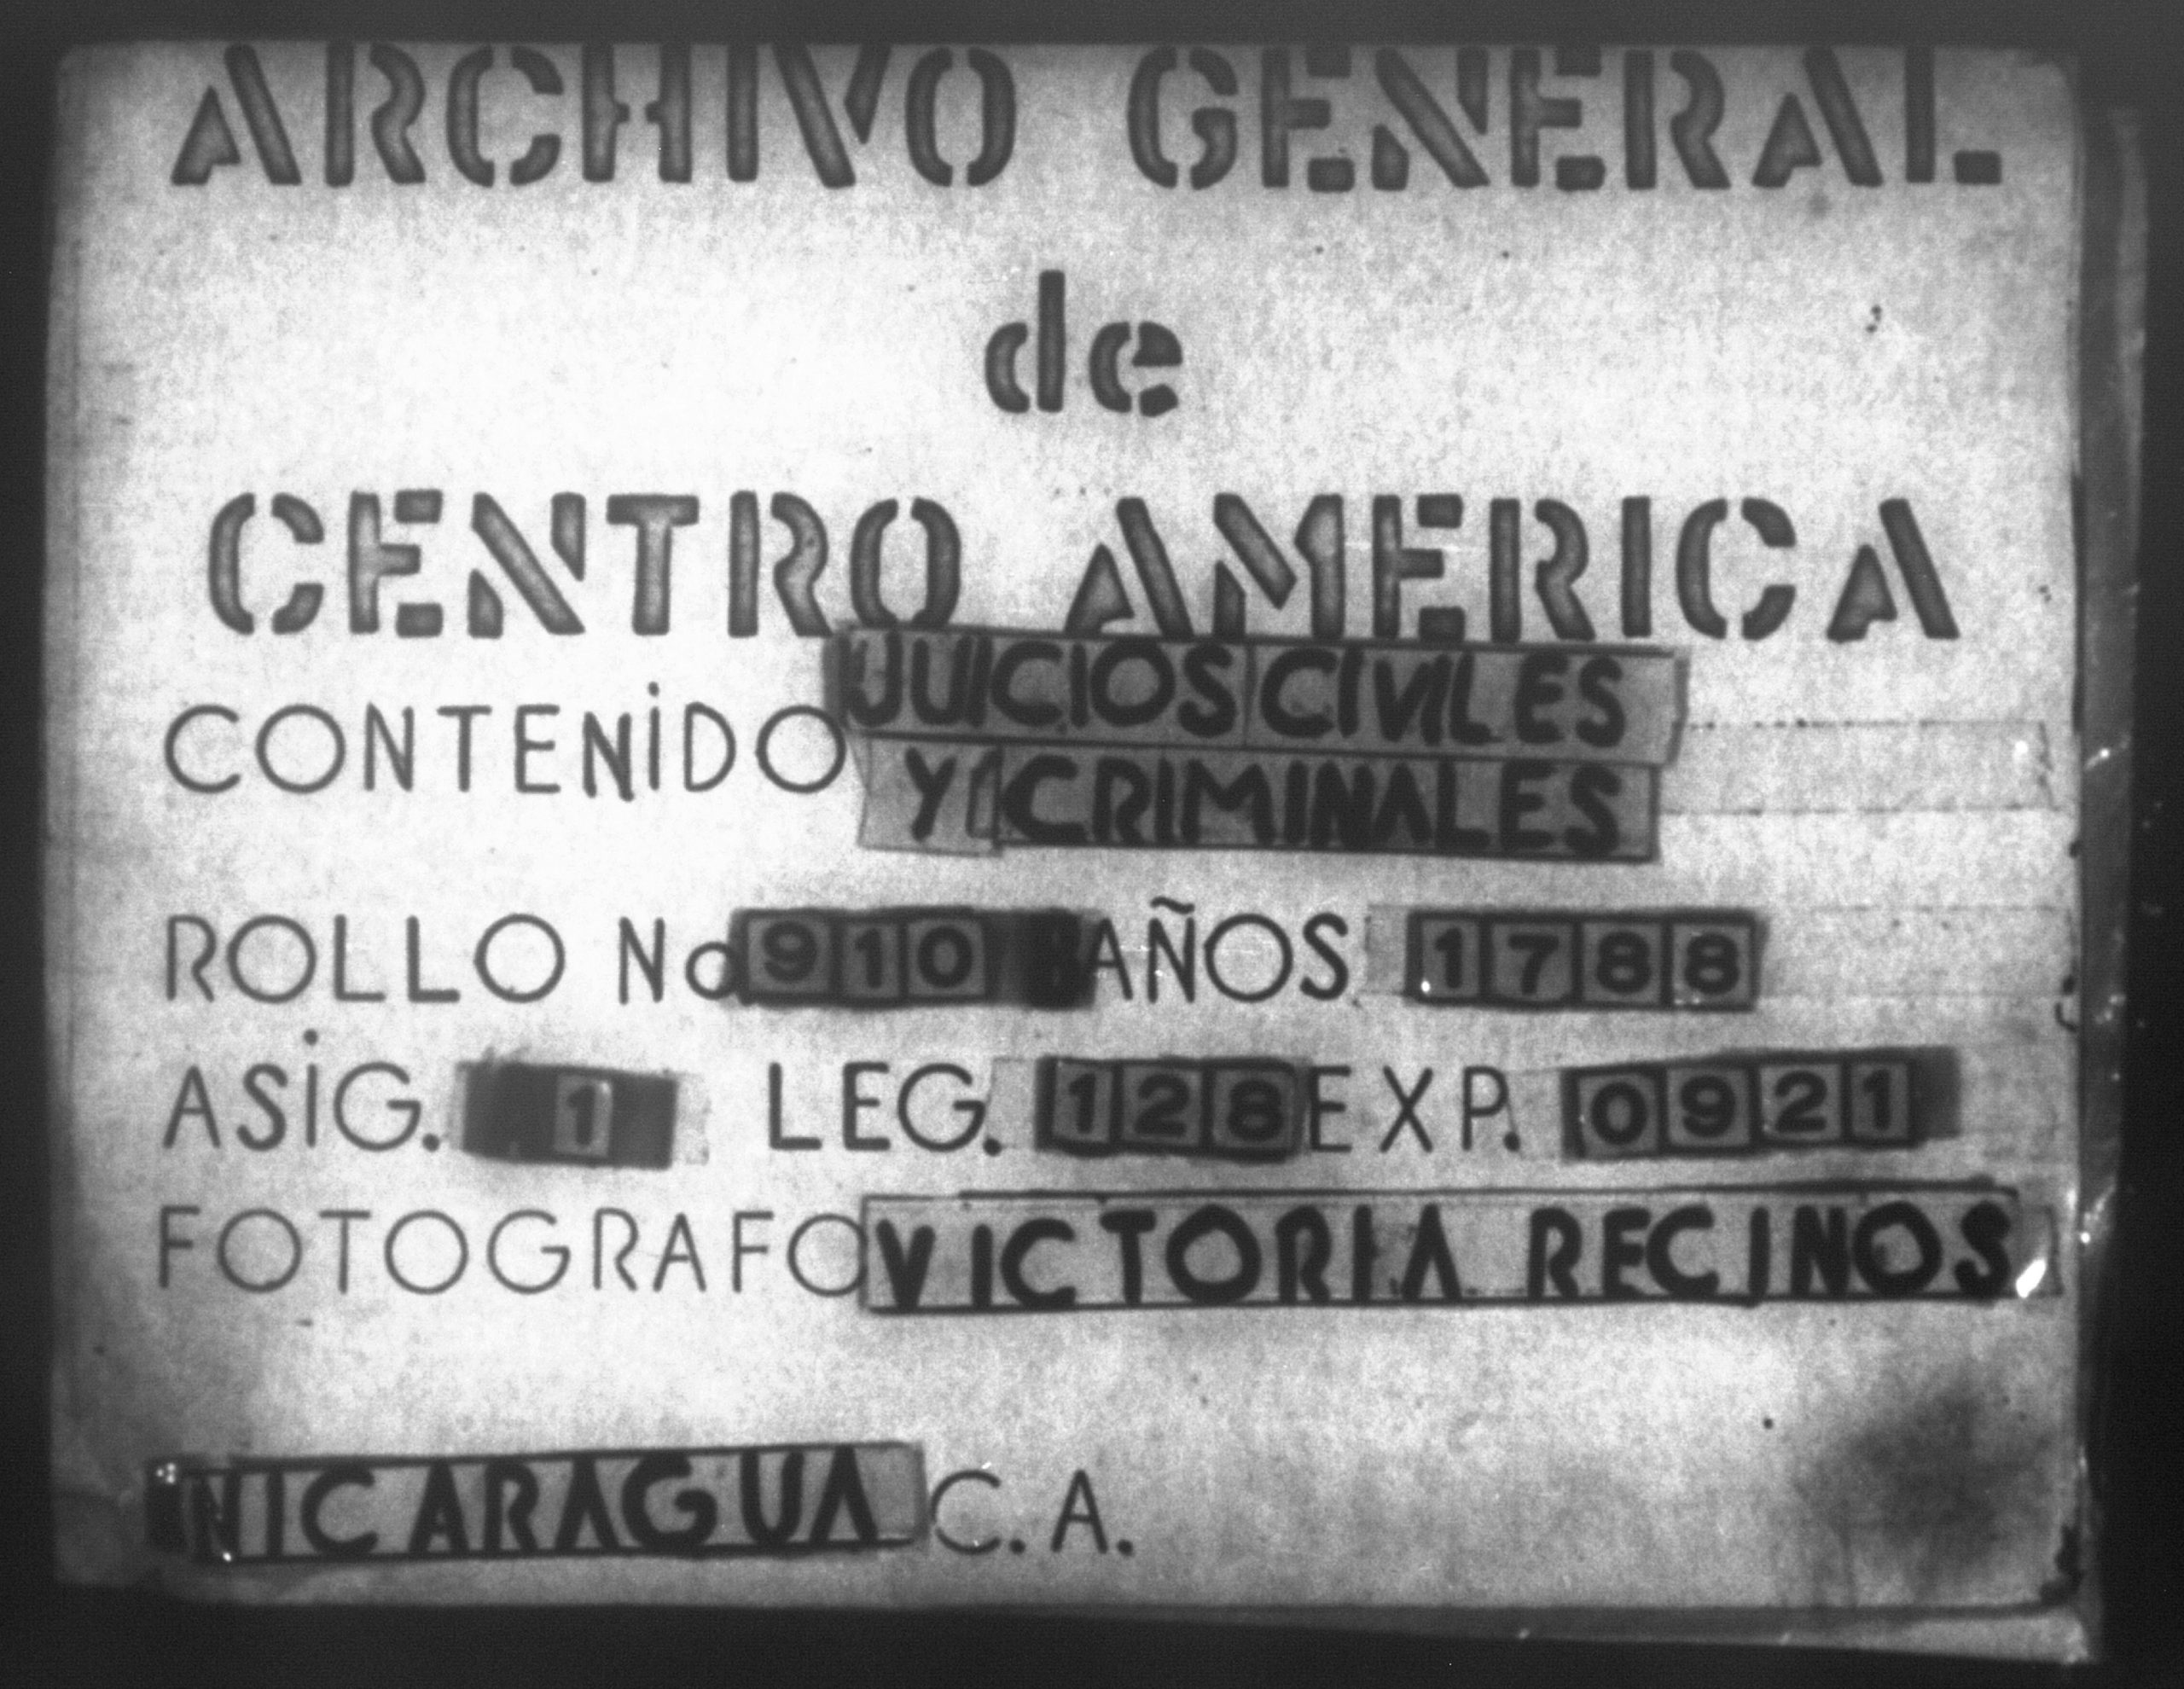 ARCHIVO GENERAL
de
CENTRO AMERICA
CONTENIDO JUICIOS CIVILES
Y CRIMINALES
ROLLO No 910 AÑOS 1788
ASIG. 1 LEG. 128 EXP. 0921
FOTOGRAFO VICTORIA RECINOS
NICARAGUA C.A.